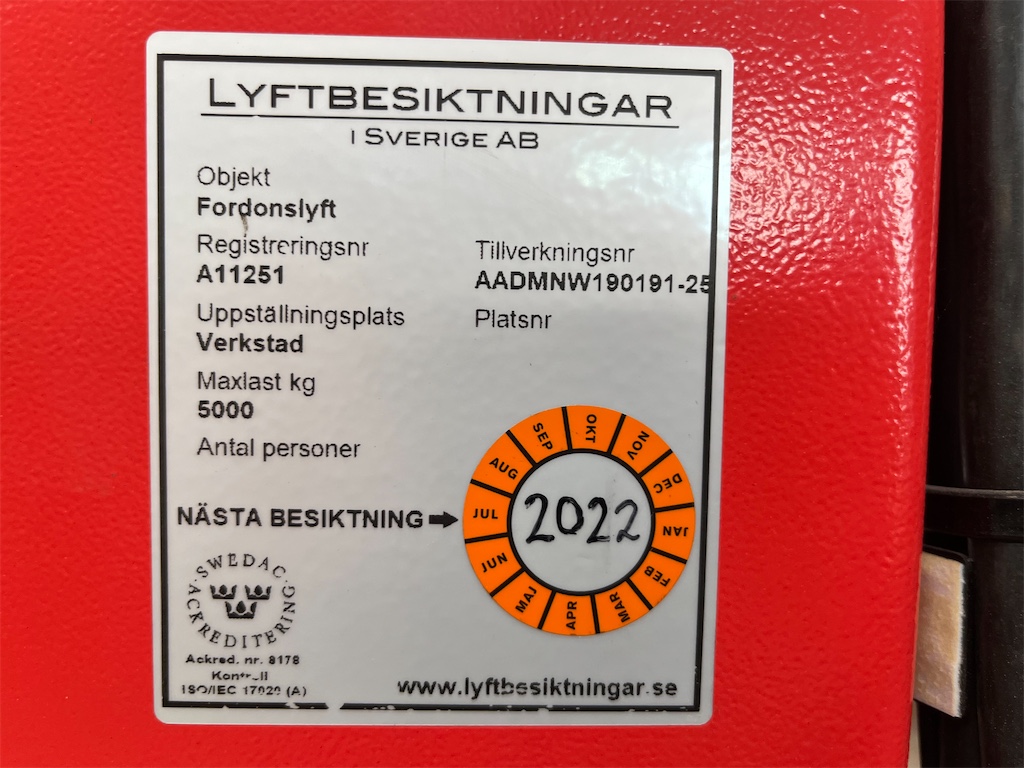 LYFTBESIKTNINGAR
I SVERIGE AB
Objekt
Fordonslyft
Registreringsnr
A11251
Tillverkningsnr
AADMNW190191-25
Uppställningsplats
Verkstad
Platsnr
Maxlast kg
5000
Antal personer
NÄSTA BESIKTNING
JAN
FEB
MAR
APR
MAJ
JUN
JUL
AUG
SEP
OKT
NOV
DEC
2022
SWEDAC
ACKREDITERING
Ackred. nr. 8178
Kontroll
ISO/IEC 17020 (A)
www.lyftbesiktningar.se